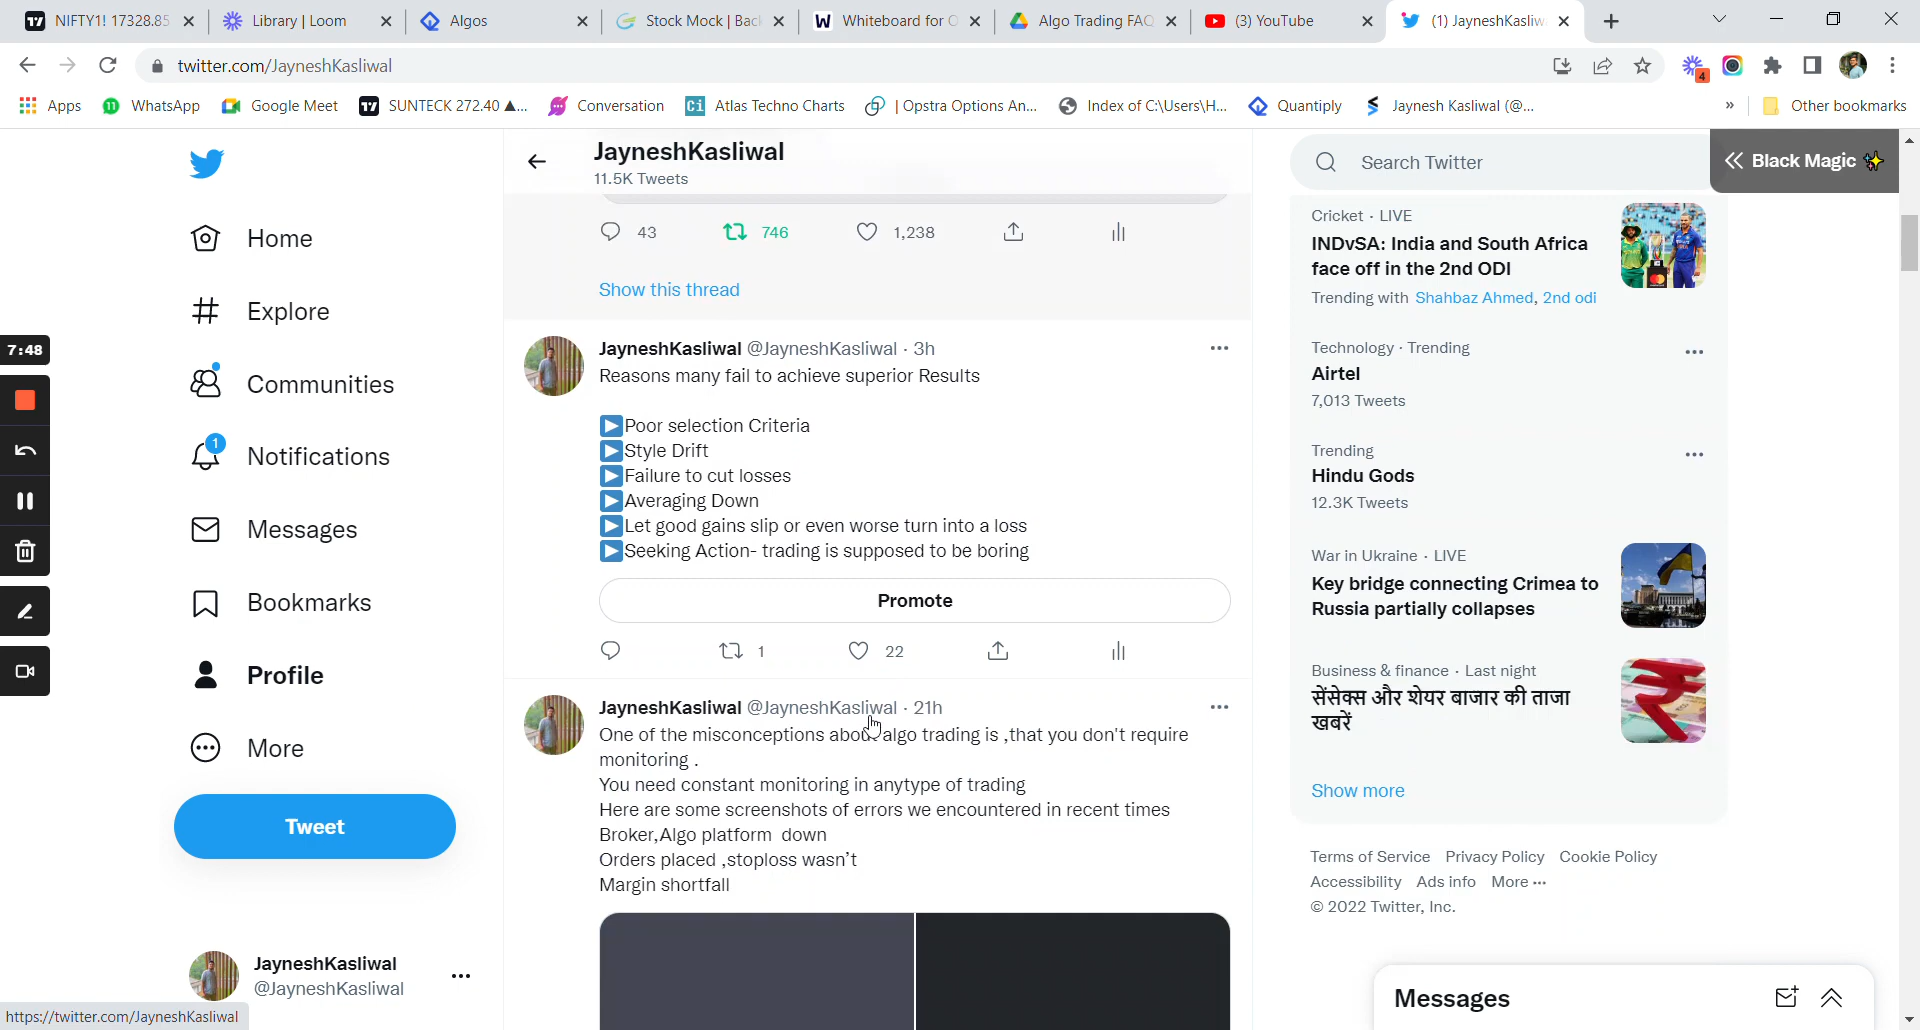 NIFTY1! 17328.85
Library | Loom
Algos
Stock Mock | Bac
Whiteboard for O
Algo Trading FAQ
(3) YouTube
(1) JayneshKasliw
twitter.com/JayneshKasliwal
4
Apps
WhatsApp
Google Meet
SUNTECK 272.40 ▲...
Conversation
Atlas Techno Charts
| Opstra Options An...
Index of C:\Users\H...
Quantiply
Jaynesh Kasliwal (@...
»
Other bookmarks
JayneshKasliwal
11.5K Tweets
Search Twitter
Black Magic ✨
43
746
1,238
Show this thread
Home
Explore
Communities
1
Notifications
Messages
Bookmarks
Profile
More
Tweet
7:48
JayneshKasliwal @JayneshKasliwal · 3h
Reasons many fail to achieve superior Results
▶Poor selection Criteria
▶Style Drift
▶Failure to cut losses
▶Averaging Down
▶Let good gains slip or even worse turn into a loss
▶Seeking Action- trading is supposed to be boring
Promote
1
22
JayneshKasliwal @JayneshKasliwal · 21h
One of the misconceptions about algo trading is ,that you don't require
monitoring .
You need constant monitoring in anytype of trading
Here are some screenshots of errors we encountered in recent times
Broker,Algo platform down
Orders placed ,stoploss wasn’t
Margin shortfall
Cricket · LIVE
INDvSA: India and South Africa
face off in the 2nd ODI
Trending with Shahbaz Ahmed, 2nd odi
Technology · Trending
Airtel
7,013 Tweets
Trending
Hindu Gods
12.3K Tweets
War in Ukraine · LIVE
Key bridge connecting Crimea to
Russia partially collapses
Business & finance · Last night
सेंसेक्स और शेयर बाजार की ताजा
खबरें
Show more
Terms of Service Privacy Policy Cookie Policy
Accessibility Ads info More ···
© 2022 Twitter, Inc.
JayneshKasliwal
@JayneshKasliwal
Messages
https://twitter.com/JayneshKasliwal